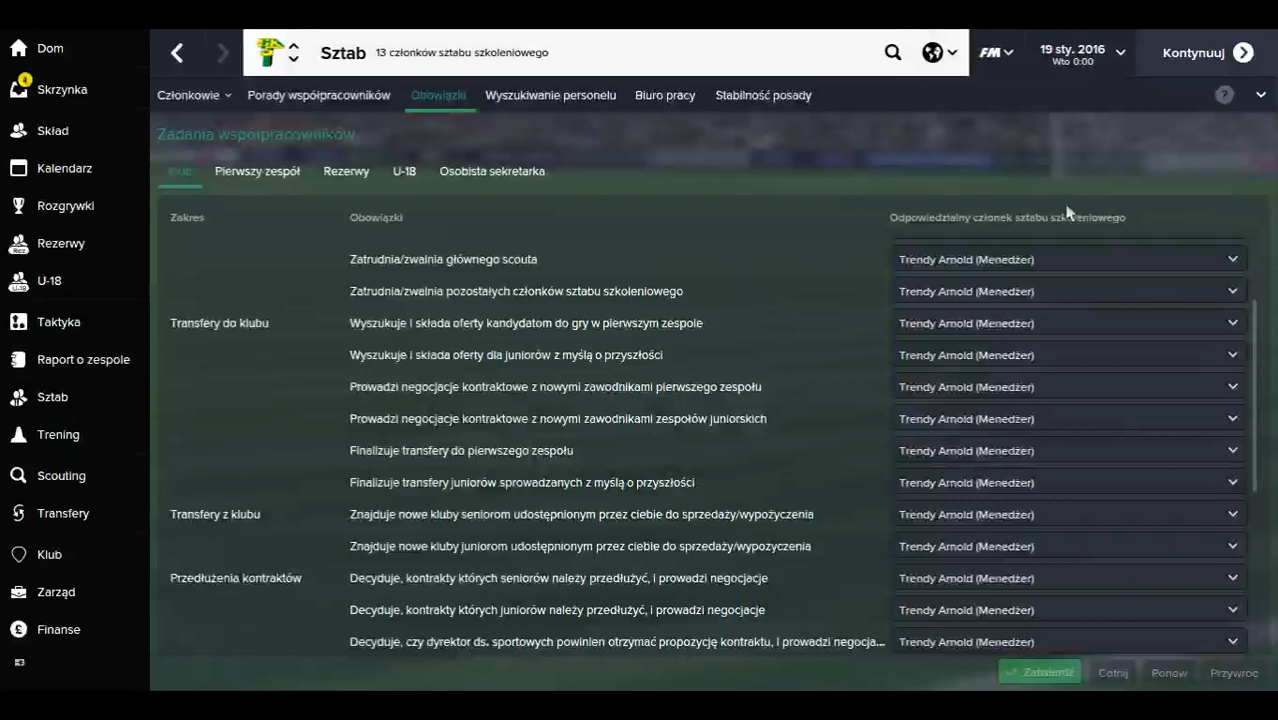 Dom
4
Skrzynka
Skład
Kalendarz
Rozgrywki
Rezerwy
U-18
Taktyka
Raport o zespole
Sztab
Trening
Scouting
Transfery
Klub
Zarząd
Finanse
Sztab 13 członków sztabu szkoleniowego
FM
19 sty. 2016
Wto 0:00
Kontynuuj
Członkowie Porady współpracowników Obowiązki Wyszukiwanie personelu Biuro pracy Stabilność posady ?
Zadania współpracowników
Klub Pierwszy zespół Rezerwy U-18 Osobista sekretarka
Zakres Obowiązki Odpowiedzialny członek sztabu szkoleniowego
Zatrudnia/zwalnia głównego scouta Trendy Arnold (Menedżer)
Zatrudnia/zwalnia pozostałych członków sztabu szkoleniowego Trendy Arnold (Menedżer)
Transfery do klubu Wyszukuje i składa oferty kandydatom do gry w pierwszym zespole Trendy Arnold (Menedżer)
Wyszukuje i składa oferty dla juniorów z myślą o przyszłości Trendy Arnold (Menedżer)
Prowadzi negocjacje kontraktowe z nowymi zawodnikami pierwszego zespołu Trendy Arnold (Menedżer)
Prowadzi negocjacje kontraktowe z nowymi zawodnikami zespołów juniorskich Trendy Arnold (Menedżer)
Finalizuje transfery do pierwszego zespołu Trendy Arnold (Menedżer)
Finalizuje transfery juniorów sprowadzanych z myślą o przyszłości Trendy Arnold (Menedżer)
Transfery z klubu Znajduje nowe kluby seniorom udostępnionym przez ciebie do sprzedaży/wypożyczenia Trendy Arnold (Menedżer)
Znajduje nowe kluby juniorom udostępnionym przez ciebie do sprzedaży/wypożyczenia Trendy Arnold (Menedżer)
Przedłużenia kontraktów Decyduje, kontrakty których seniorów należy przedłużyć, i prowadzi negocjacje Trendy Arnold (Menedżer)
Decyduje, kontrakty których juniorów należy przedłużyć, i prowadzi negocjacje Trendy Arnold (Menedżer)
Decyduje, czy dyrektor ds. sportowych powinien otrzymać propozycję kontraktu, i prowadzi negocja... Trendy Arnold (Menedżer)
Zatwierdź Cofnij Ponów Przywróć